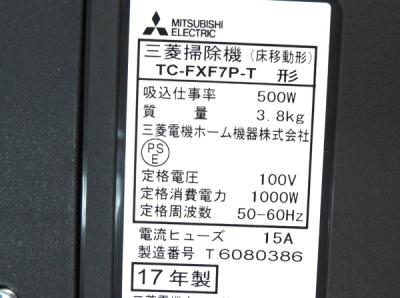 MITSUBISHI
ELECTRIC
三菱掃除機(床移動形)
TC-FXF7P-T 形
吸込仕事率 500W
質量 3.8kg
三菱電機ホーム機器株式会社
PS
E
定格電圧 100V
定格消費電力 1000W
定格周波数 50-60Hz
電流ヒューズ 15A
製造番号 T6080386
17年製